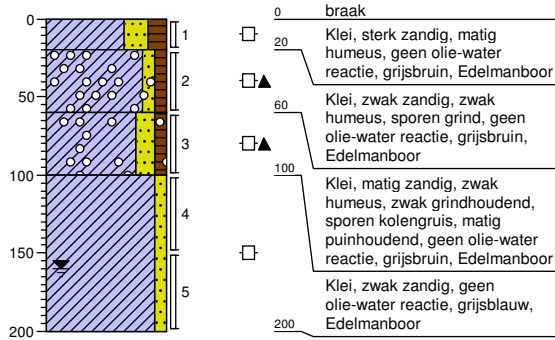 0
50
100
150
200
1
2
3
4
5
0
braak
Klei, sterk zandig, matig
humeus, geen olie-water
reactie, grijsbruin, Edelmanboor
20
Klei, zwak zandig, zwak
humeus, sporen grind, geen
olie-water reactie, grijsbruin,
Edelmanboor
60
Klei, matig zandig, zwak
humeus, zwak grindhoudend,
sporen kolengruis, matig
puinhoudend, geen olie-water
reactie, grijsbruin, Edelmanboor
100
Klei, zwak zandig, geen
olie-water reactie, grijsblauw,
Edelmanboor
200